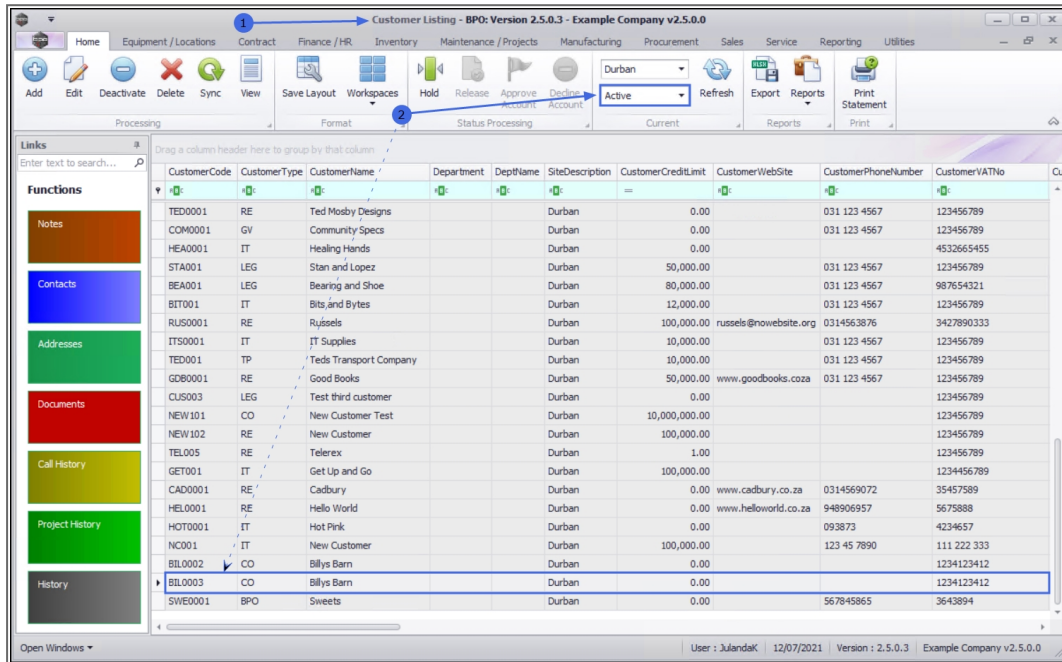 1
Customer Listing - BPO: Version 2.5.0.3 - Example Company v2.5.0.0
Home Equipment / Locations Contract Finance / HR Inventory Maintenance / Projects Manufacturing Procurement Sales Service Reporting Utilities
Add Edit Deactivate Delete Sync View Save Layout Workspaces Hold Release Approve Account Decline Account Durban Active Refresh Export Reports Print Statement
2
Processing Format Status Processing Current Reports Print
Links
Enter text to search...
Functions
Notes
Contacts
Addresses
Documents
Call History
Project History
History
Drag a column header here to group by that column
CustomerCode CustomerType CustomerName Department DeptName SiteDescription CustomerCreditLimit CustomerWebSite CustomerPhoneNumber CustomerVATNo Cu
TED0001 RE Ted Mosby Designs Durban 0.00 031 123 4567 123456789
COM0001 GV Community Specs Durban 0.00 031 123 4567 123456789
HEA0001 IT Healing Hands Durban 0.00 4532665455
STA001 LEG Stan and Lopez Durban 50,000.00 031 123 4567 123456789
BEA001 LEG Bearing and Shoe Durban 80,000.00 031 123 4567 987654321
BIT001 IT Bits and Bytes Durban 12,000.00 031 123 4567 123456789
RUS0001 RE Russels Durban 100,000.00 russels@nowebsite.org 0314563876 3427890333
ITS0001 IT IT Supplies Durban 10,000.00 031 123 4567 123456789
TED001 TP Teds Transport Company Durban 10,000.00 031 123 4567 123456789
GDB0001 RE Good Books Durban 50,000.00 www.goodbooks.coza 031 123 4567 123456789
CUS003 LEG Test third customer Durban 0.00 123456789
NEW101 CO New Customer Test Durban 10,000,000.00 123456789
NEW102 RE New Customer Durban 100,000.00 123456789
TEL005 RE Telerex Durban 1.00 123456789
GET001 IT Get Up and Go Durban 100,000.00 1234456789
CAD0001 RE Cadbury Durban 0.00 www.cadbury.co.za 0314569072 35457589
HEL0001 RE Hello World Durban 0.00 www.helloworld.co.za 948906957 5675888
HOT0001 IT Hot Pink Durban 0.00 093873 4234657
NC001 IT New Customer Durban 100,000.00 123 45 7890 111 222 333
BIL0002 CO Billys Barn Durban 0.00 1234123412
BIL0003 CO Billys Barn Durban 0.00 1234123412
SWE0001 BPO Sweets Durban 0.00 567845865 3643894
Open Windows User : JulandaK 12/07/2021 Version : 2.5.0.3 Example Company v2.5.0.0